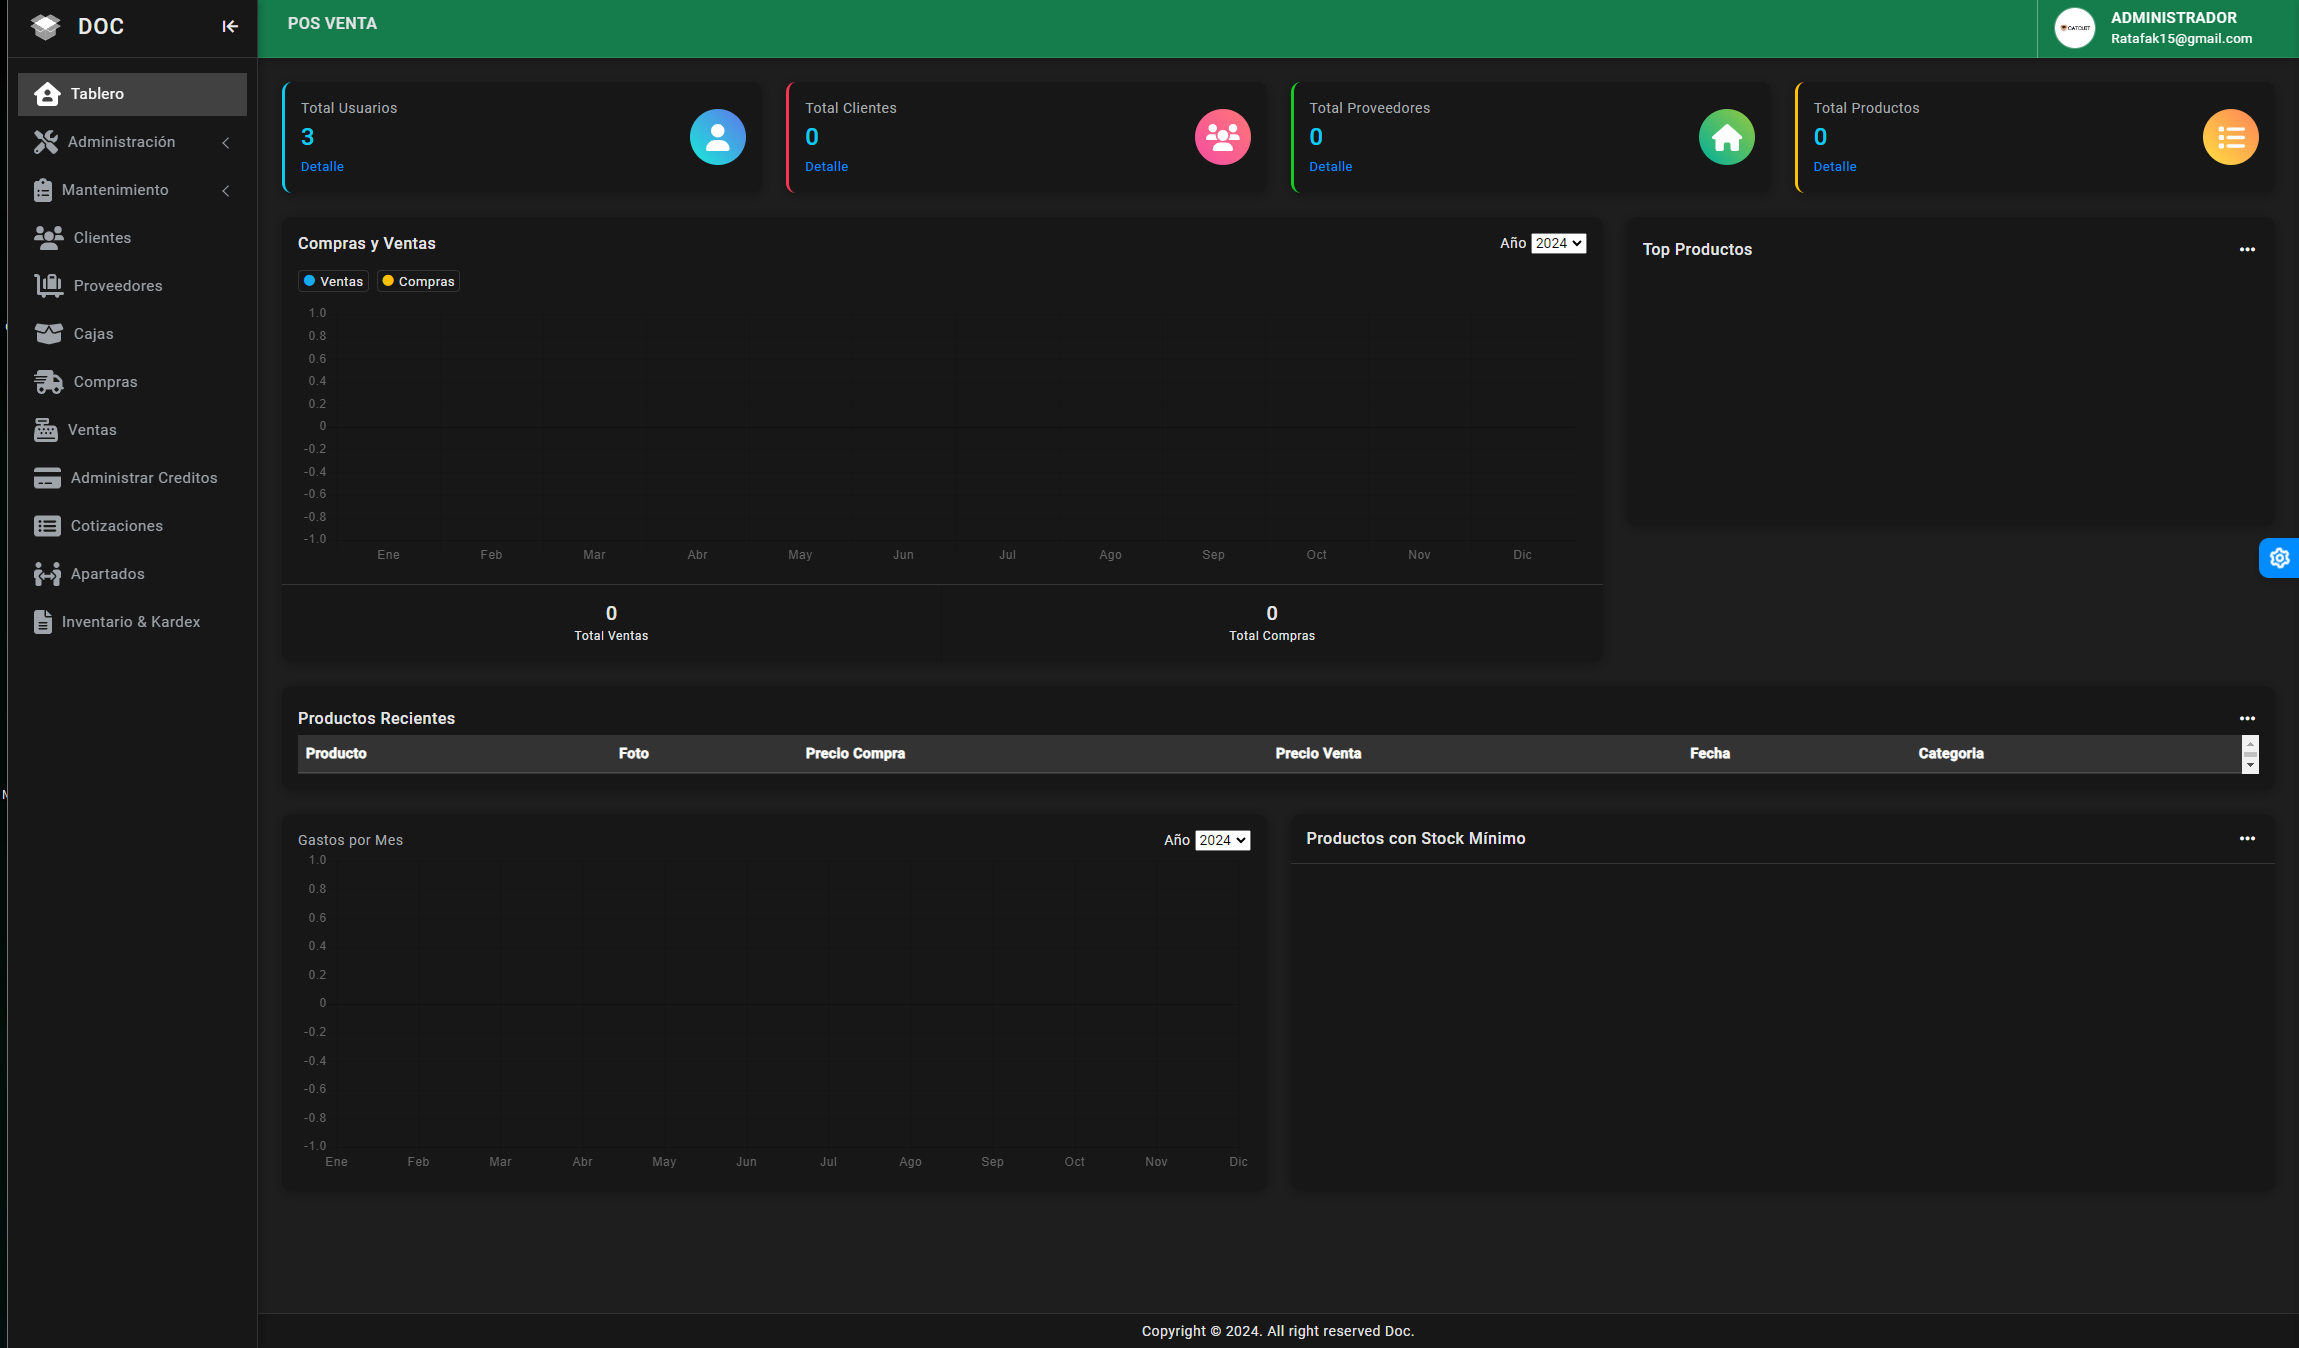 DOC
POS VENTA
ADMINISTRADOR
Ratafak15@gmail.com
Tablero
Administración
Mantenimiento
Clientes
Proveedores
Cajas
Compras
Ventas
Administrar Creditos
Cotizaciones
Apartados
Inventario & Kardex
Total Usuarios
3
Detalle
Total Clientes
0
Detalle
Total Proveedores
0
Detalle
Total Productos
0
Detalle
Compras y Ventas
Año 2024
Ventas Compras
1.0
0.8
0.6
0.4
0.2
0
-0.2
-0.4
-0.6
-0.8
-1.0
Ene Feb Mar Abr May Jun Jul Ago Sep Oct Nov Dic
0
Total Ventas
0
Total Compras
Top Productos
Productos Recientes
Producto Foto Precio Compra Precio Venta Fecha Categoria
Gastos por Mes
Año 2024
1.0
0.8
0.6
0.4
0.2
0
-0.2
-0.4
-0.6
-0.8
-1.0
Ene Feb Mar Abr May Jun Jul Ago Sep Oct Nov Dic
Productos con Stock Mínimo
Copyright © 2024. All right reserved Doc.